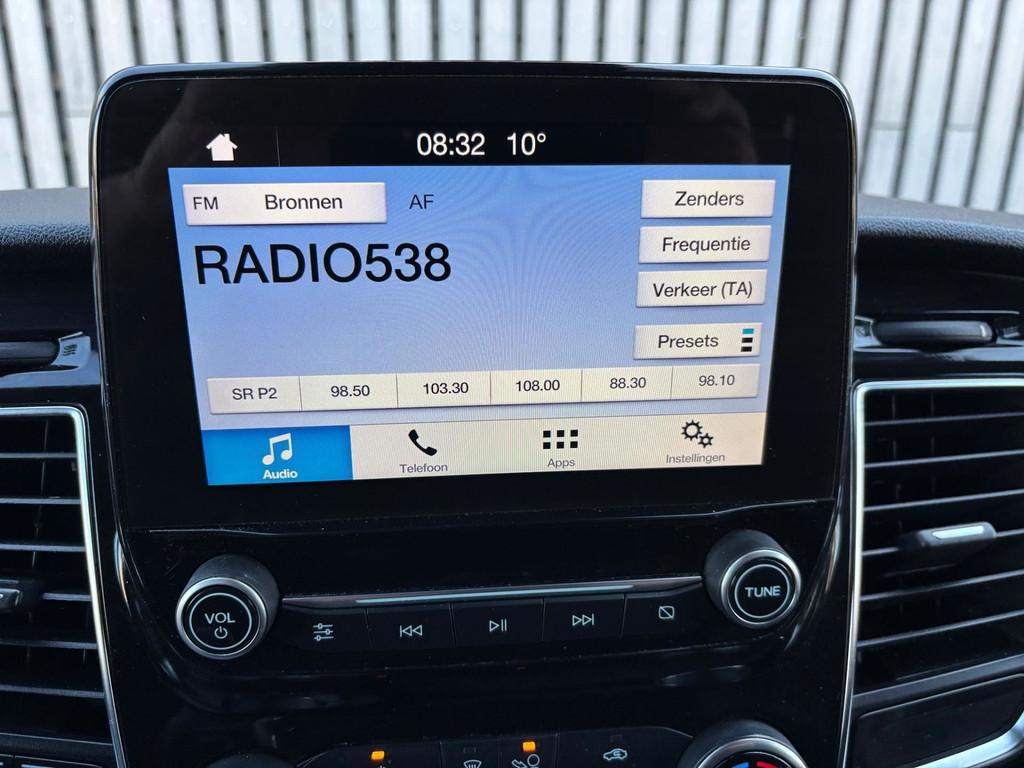 08:32 10°
FM Bronnen AF Zenders
RADIO538
Frequentie
Verkeer (TA)
Presets
SR P2 98.50 103.30 108.00 88.30 98.10
Audio Telefoon Apps Instellingen
VOL
TUNE